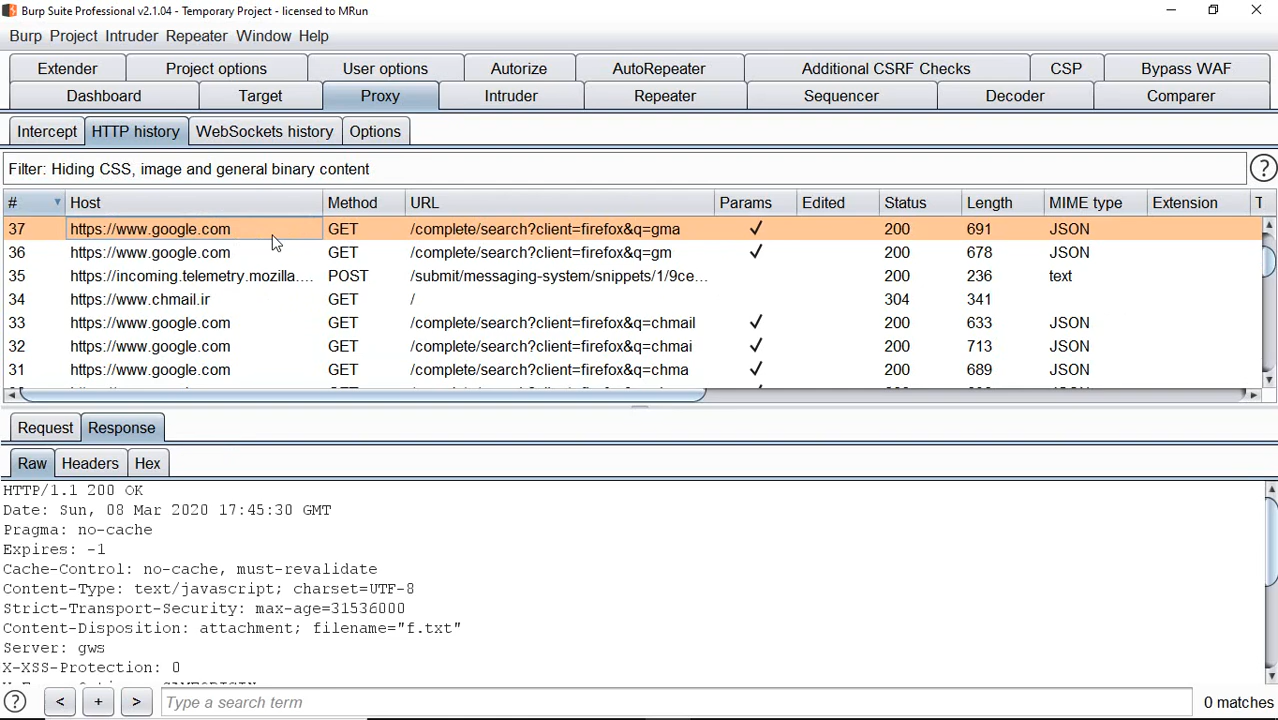 Burp Suite Professional v2.1.04 - Temporary Project - licensed to MRun
Burp Project Intruder Repeater Window Help
Extender Project options User options Autorize AutoRepeater Additional CSRF Checks CSP Bypass WAF
Dashboard Target Proxy Intruder Repeater Sequencer Decoder Comparer
Intercept HTTP history WebSockets history Options
Filter: Hiding CSS, image and general binary content ?
# Host Method URL Params Edited Status Length MIME type Extension T
37 https://www.google.com GET /complete/search?client=firefox&q=gma ✓ 200 691 JSON
36 https://www.google.com GET /complete/search?client=firefox&q=gm ✓ 200 678 JSON
35 https://incoming.telemetry.mozilla.... POST /submit/messaging-system/snippets/1/9ce... 200 236 text
34 https://www.chmail.ir GET / 304 341
33 https://www.google.com GET /complete/search?client=firefox&q=chmail ✓ 200 633 JSON
32 https://www.google.com GET /complete/search?client=firefox&q=chmai ✓ 200 713 JSON
31 https://www.google.com GET /complete/search?client=firefox&q=chma ✓ 200 689 JSON
Request Response
Raw Headers Hex
HTTP/1.1 200 OK
Date: Sun, 08 Mar 2020 17:45:30 GMT
Pragma: no-cache
Expires: -1
Cache-Control: no-cache, must-revalidate
Content-Type: text/javascript; charset=UTF-8
Strict-Transport-Security: max-age=31536000
Content-Disposition: attachment; filename="f.txt"
Server: gws
X-XSS-Protection: 0
? < + > Type a search term 0 matches